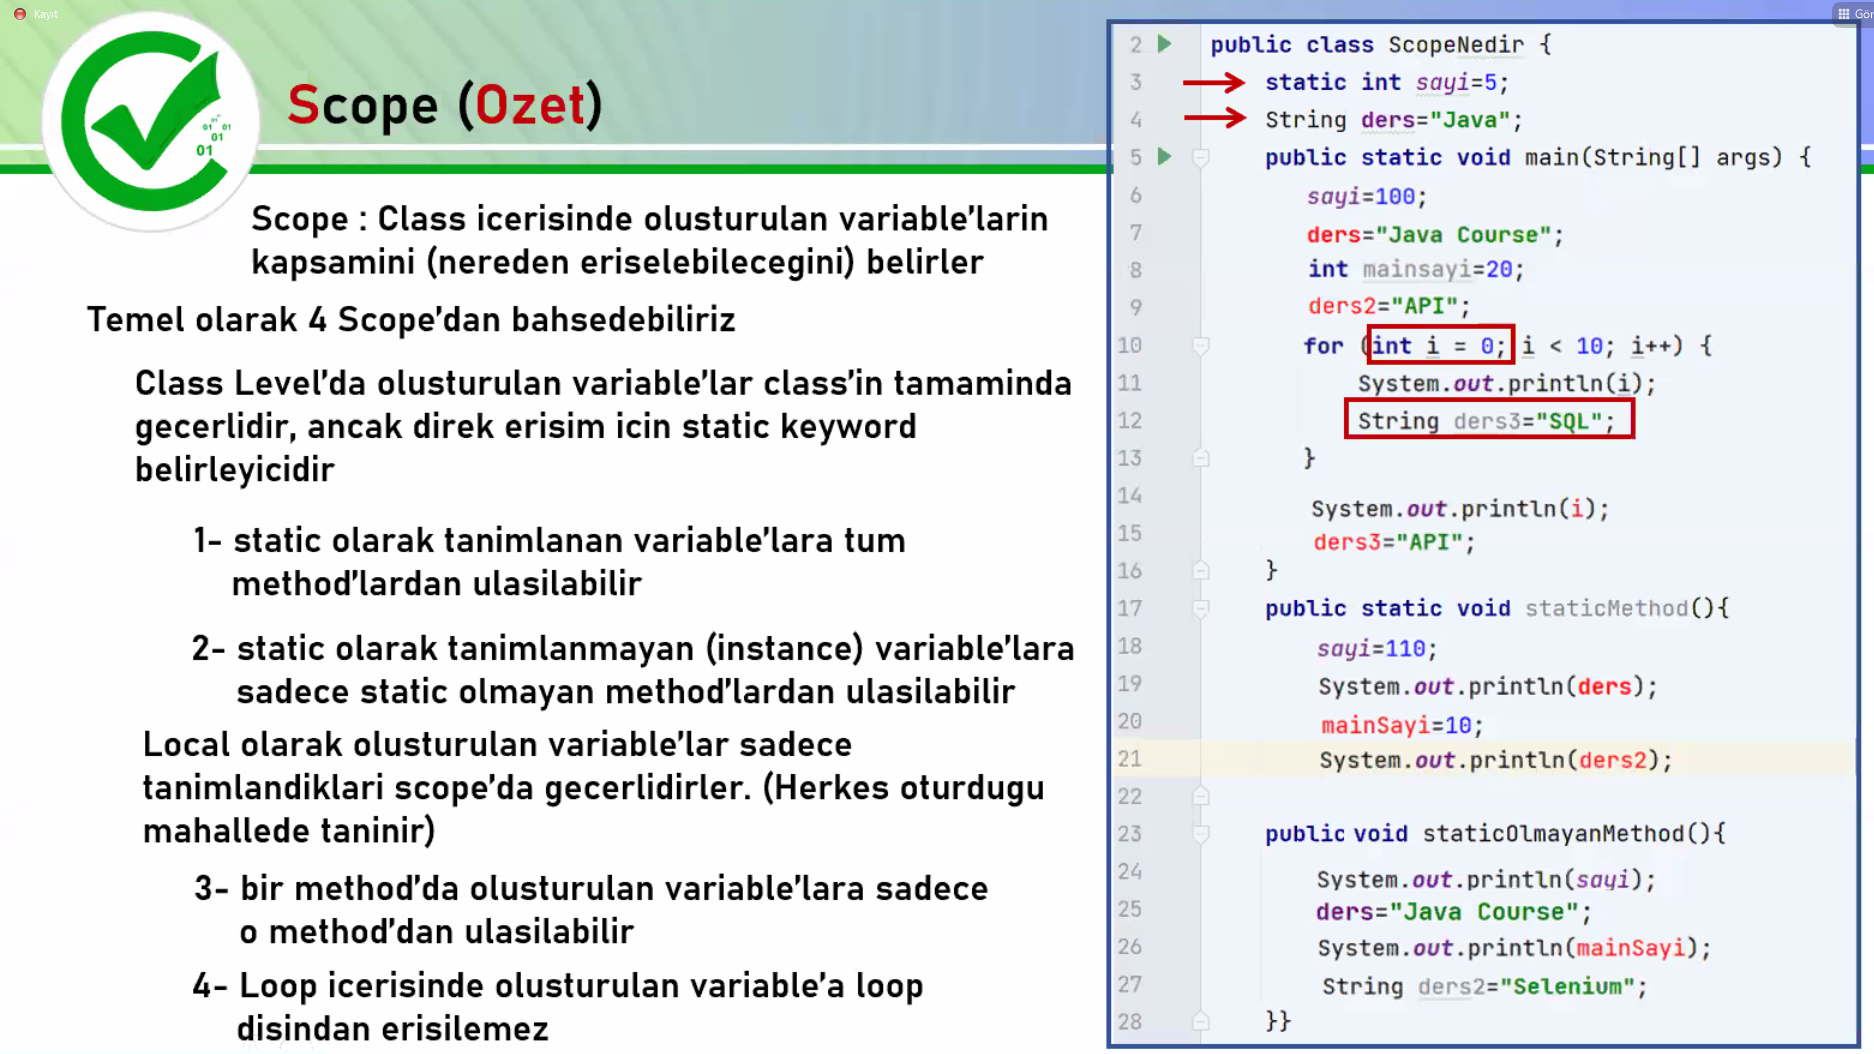 Kayıt
Gör
01 01
01
01
Scope (Ozet)
Scope : Class icerisinde olusturulan variable'larin
kapsamini (nereden eriselebilecegini) belirler
Temel olarak 4 Scope'dan bahsedebiliriz
Class Level'da olusturulan variable'lar class'in tamaminda
gecerlidir, ancak direk erisim icin static keyword
belirleyicidir
1- static olarak tanimlanan variable'lara tum
method'lardan ulasilabilir
2- static olarak tanimlanmayan (instance) variable'lara
sadece static olmayan method'lardan ulasilabilir
Local olarak olusturulan variable'lar sadece
tanimlandiklari scope'da gecerlidirler. (Herkes oturdugu
mahallede taninir)
3- bir method'da olusturulan variable'lara sadece
o method'dan ulasilabilir
4- Loop icerisinde olusturulan variable'a loop
disindan erisilemez
2 public class ScopeNedir {
3 static int sayi=5;
4 String ders="Java";
5 public static void main(String[] args) {
6 sayi=100;
7 ders="Java Course";
8 int mainsayi=20;
9 ders2="API";
10 for (int i = 0; i < 10; i++) {
11 System.out.println(i);
12 String ders3="SQL";
13 }
14 System.out.println(i);
15 ders3="API";
16 }
17 public static void staticMethod(){
18 sayi=110;
19 System.out.println(ders);
20 mainSayi=10;
21 System.out.println(ders2);
22
23 public void staticOlmayanMethod(){
24 System.out.println(sayi);
25 ders="Java Course";
26 System.out.println(mainSayi);
27 String ders2="Selenium";
28 }}